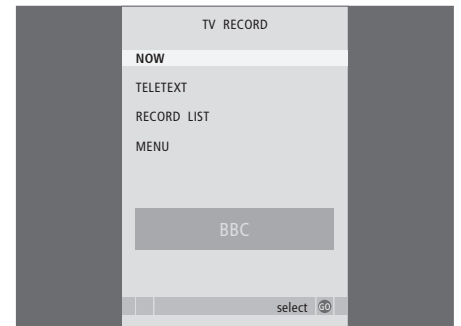 TV RECORD
NOW
TELETEXT
RECORD LIST
MENU
BBC
select GO